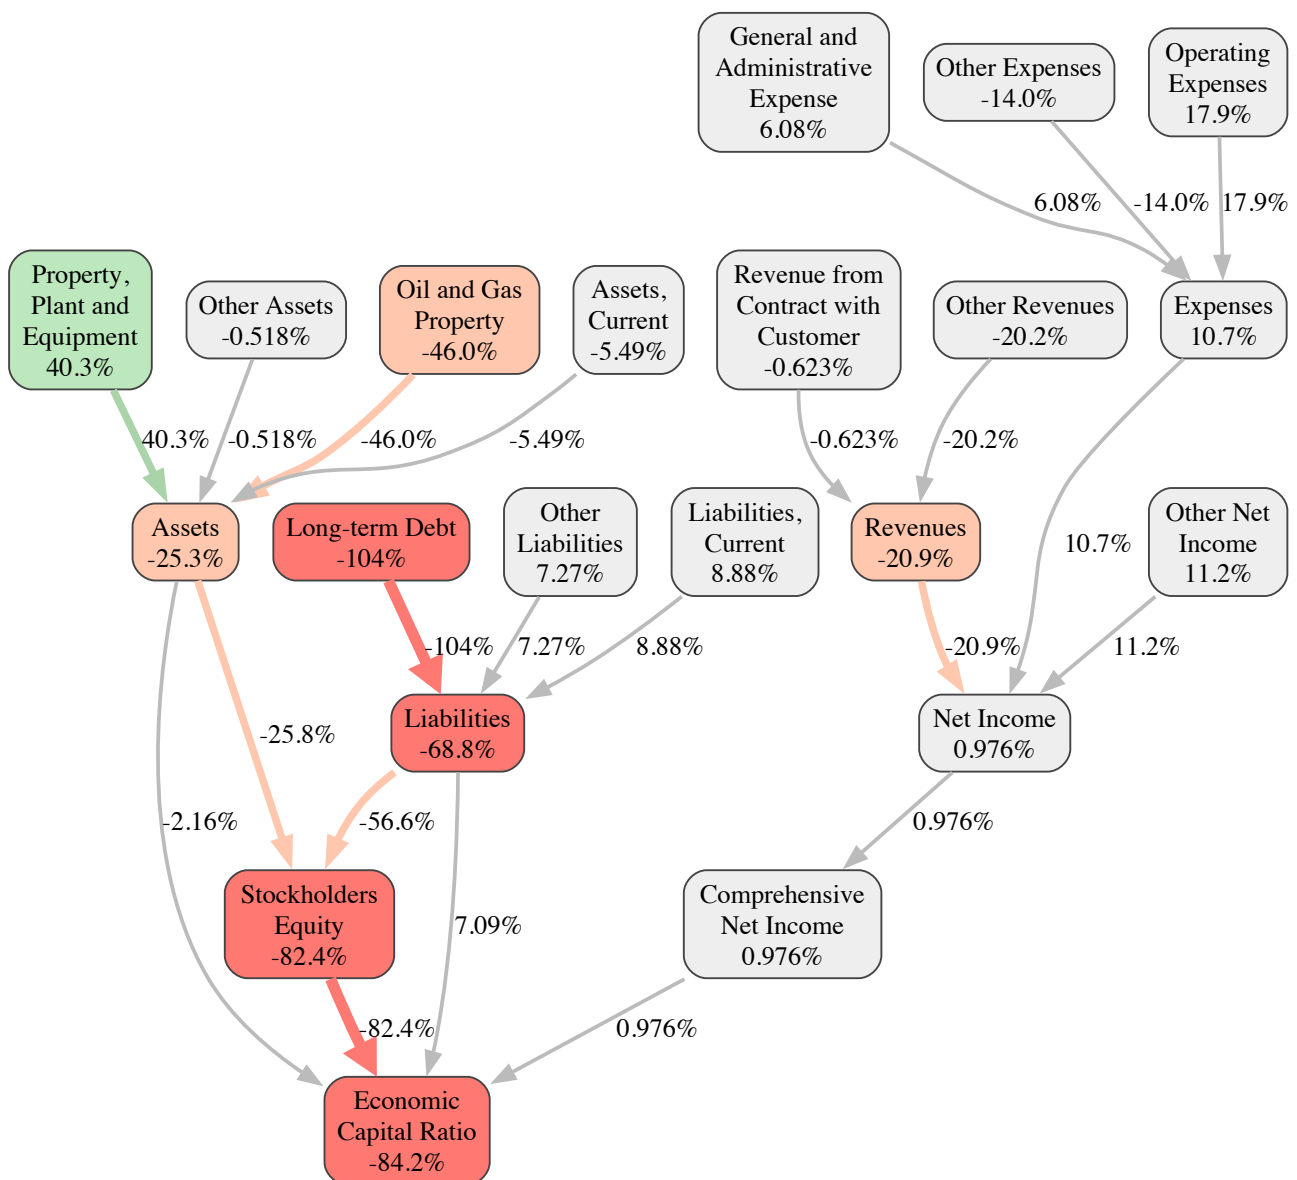 General and
Administrative
Expense
6.08%
Other Expenses
-14.0%
Operating
Expenses
17.9%
6.08%
-14.0%
17.9%
Property,
Plant and
Equipment
40.3%
Other Assets
-0.518%
Oil and Gas
Property
-46.0%
Assets,
Current
-5.49%
Revenue from
Contract with
Customer
-0.623%
Other Revenues
-20.2%
Expenses
10.7%
40.3%
-0.518%
-46.0%
-5.49%
-0.623%
-20.2%
Assets
-25.3%
Long-term Debt
-104%
Other
Liabilities
7.27%
Liabilities,
Current
8.88%
Revenues
-20.9%
10.7%
Other Net
Income
11.2%
-104%
7.27%
8.88%
-20.9%
11.2%
-25.8%
Liabilities
-68.8%
Net Income
0.976%
-2.16%
-56.6%
0.976%
Stockholders
Equity
-82.4%
7.09%
Comprehensive
Net Income
0.976%
-82.4%
0.976%
Economic
Capital Ratio
-84.2%